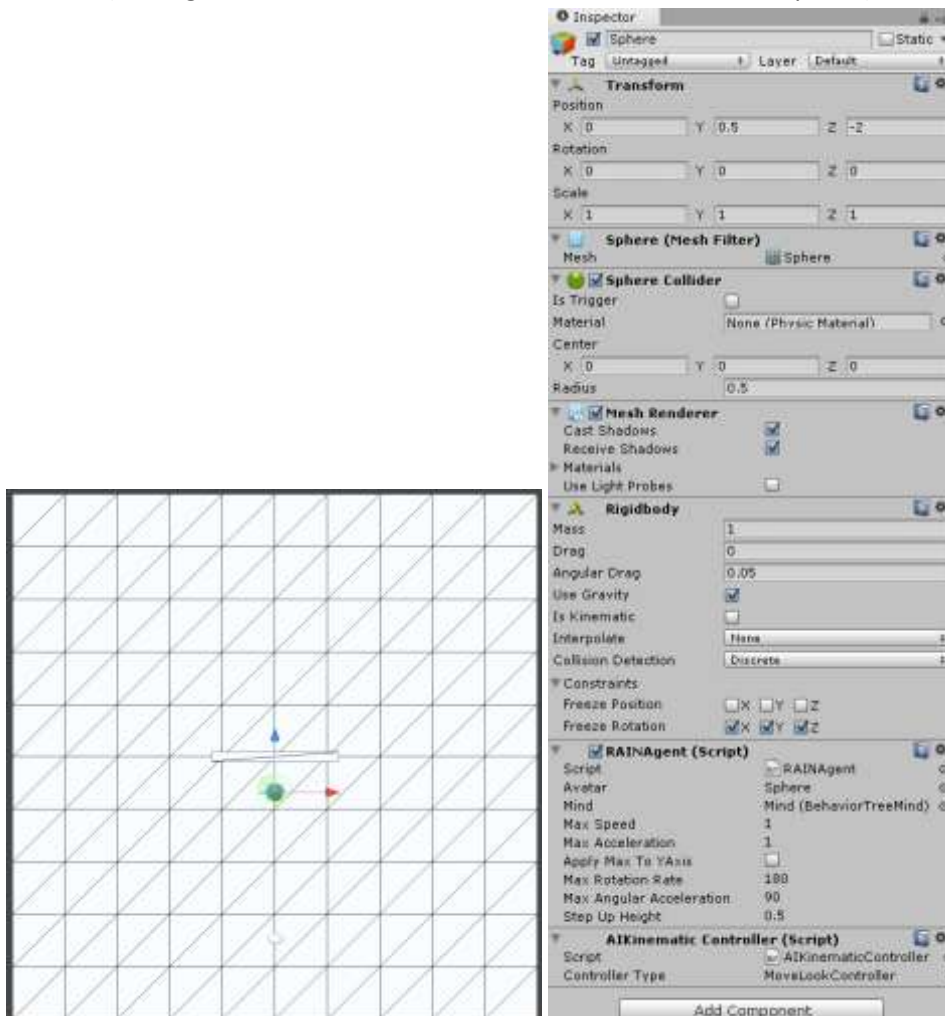 Inspector
Sphere Static
Tag Untagged Layer Default
Transform
Position
X 0 Y 0.5 Z -2
Rotation
X 0 Y 0 Z 0
Scale
X 1 Y 1 Z 1
Sphere (Mesh Filter)
Mesh Sphere
Sphere Collider
Is Trigger
Material None (Physic Material)
Center
X 0 Y 0 Z 0
Radius 0.5
Mesh Renderer
Cast Shadows
Receive Shadows
Materials
Use Light Probes
Rigidbody
Mass 1
Drag 0
Angular Drag 0.05
Use Gravity
Is Kinematic
Interpolate None
Collision Detection Discrete
Constraints
Freeze Position X Y Z
Freeze Rotation X Y Z
RAINAgent (Script)
Script RAINAgent
Avatar Sphere
Mind Mind (BehaviorTreeMind)
Max Speed 1
Max Acceleration 1
Apply Max To YAxis
Max Rotation Rate 180
Max Angular Acceleration 90
Step Up Height 0.5
AIKinematic Controller (Script)
Script AIKinematicController
Controller Type MoveLookController
Add Component